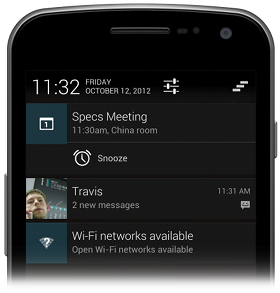 11:32
FRIDAY
OCTOBER 12, 2012
Specs Meeting
11:30am, China room
Snooze
Travis
11:31 AM
2 new messages
Wi-Fi networks available
Open Wi-Fi networks available